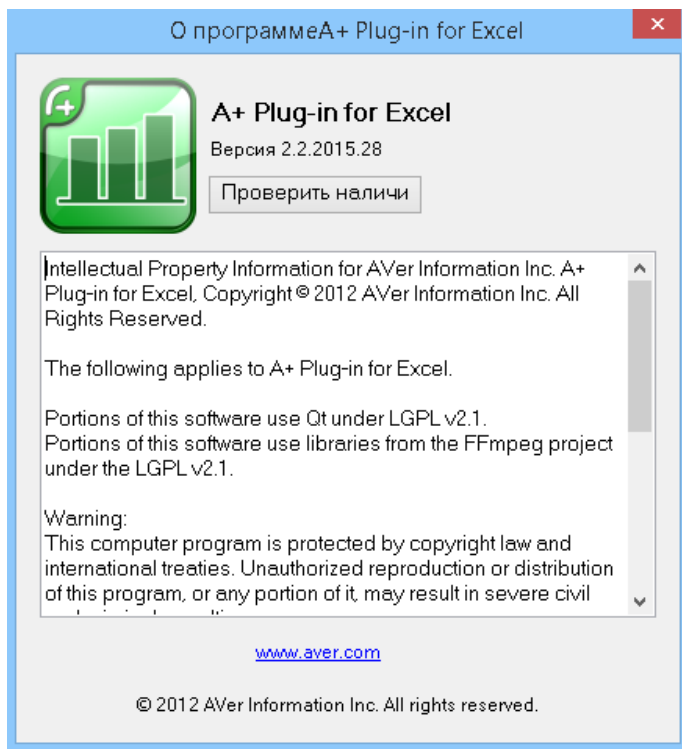 О программеA+ Plug-in for Excel
A+ Plug-in for Excel
Версия 2.2.2015.28
Проверить наличи
Intellectual Property Information for AVer Information Inc. A+
Plug-in for Excel, Copyright © 2012 AVer Information Inc. All
Rights Reserved.
The following applies to A+ Plug-in for Excel.
Portions of this software use Qt under LGPL v2.1.
Portions of this software use libraries from the FFmpeg project
under the LGPL v2.1.
Warning:
This computer program is protected by copyright law and
international treaties. Unauthorized reproduction or distribution
of this program, or any portion of it, may result in severe civil
www.aver.com
© 2012 AVer Information Inc. All rights reserved.